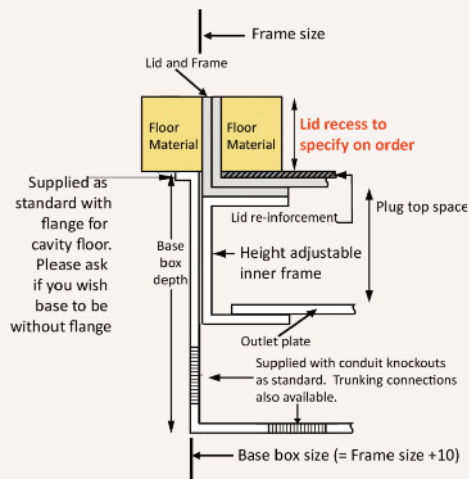 Frame size
Lid and Frame
Floor
Material
Floor
Material
Lid recess to
specify on order
Supplied as
standard with
flange for
cavity floor.
Please ask
if you wish
base to be
without flange
Base
box
depth
Lid re-inforcement
Plug top space
Height adjustable
inner frame
Outlet plate
Supplied with conduit knockouts
as standard. Trunking connections
also available.
Base box size (= Frame size +10)